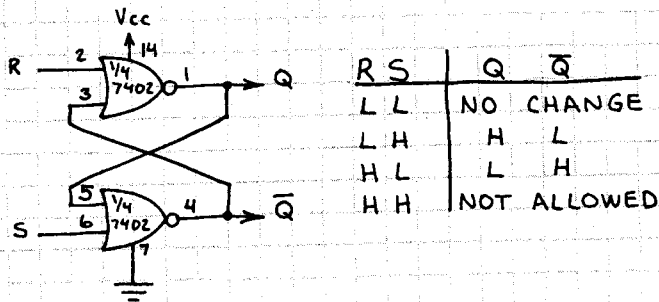 Vcc
14
R 2 1/4 7402 1 Q
3
5 1/4 7402 4 Q̅
S 6
7
R S Q Q̅
L L NO CHANGE
L H H L
H L L H
H H NOT ALLOWED